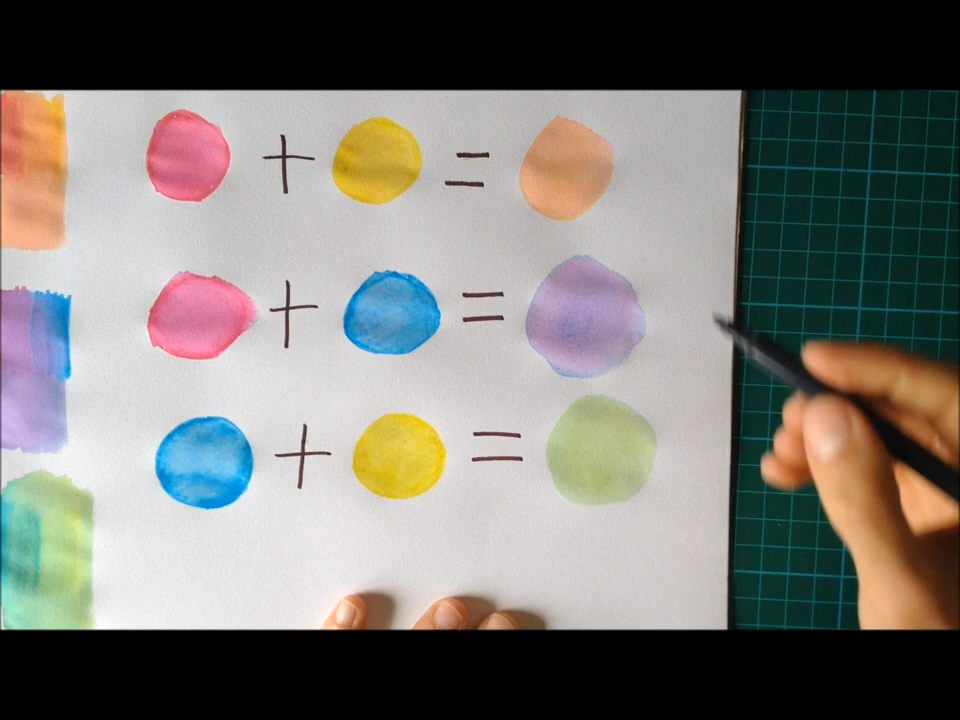 + =
+ =
+ =